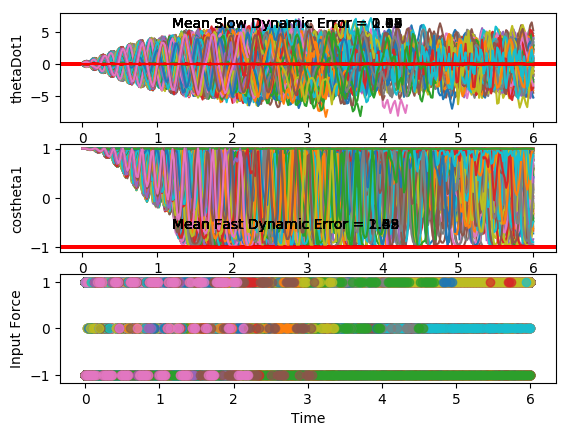 Mean Slow Dynamic Error =
5
0
−5
thetaDot1
0 1 2 3 4 5 6
1
0
−1
costheta1
Mean Fast Dynamic Error =
0 1 2 3 4 5 6
1
0
−1
Input Force
0 1 2 3 4 5 6
Time